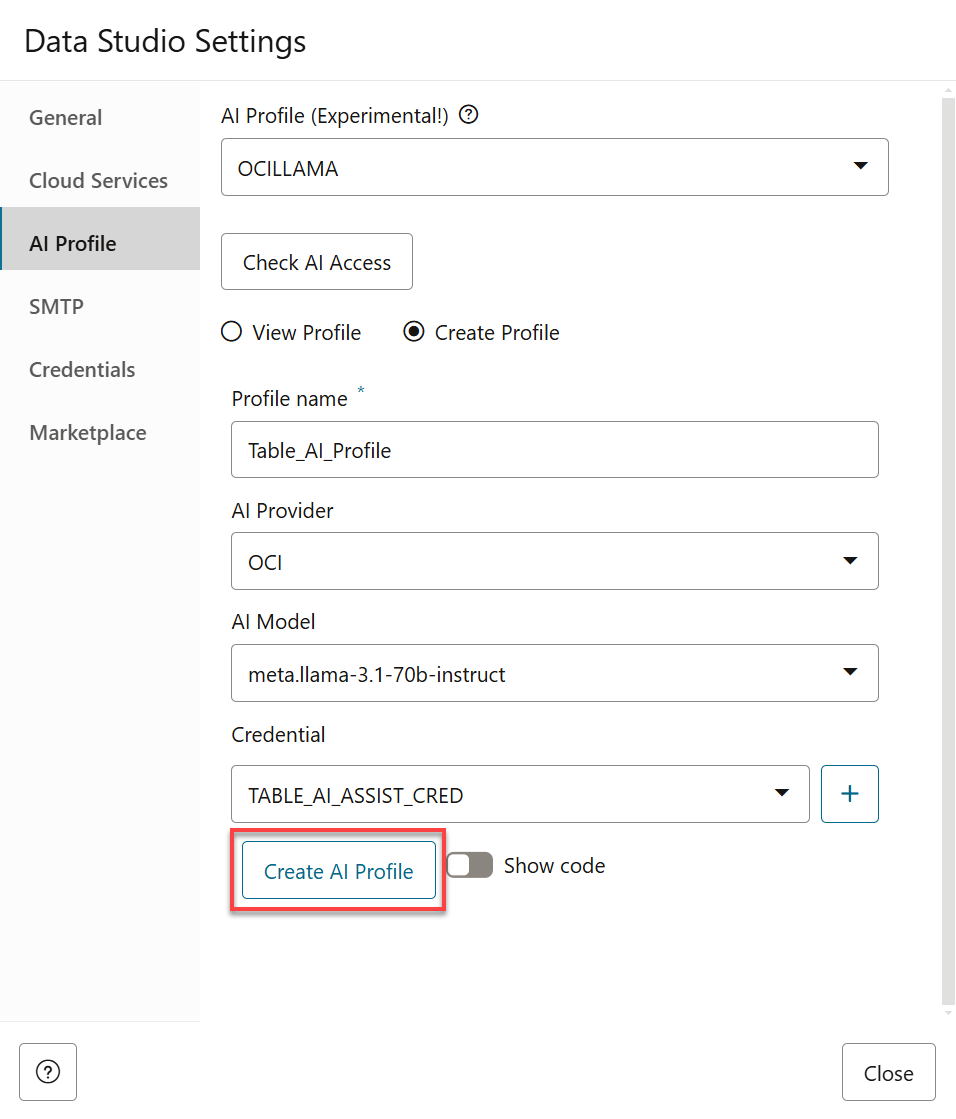 Data Studio Settings
General
Cloud Services
AI Profile
SMTP
Credentials
Marketplace
AI Profile (Experimental!) ?
OCILLAMA
Check AI Access
View Profile
Create Profile
Profile name *
Table_AI_Profile
AI Provider
OCI
AI Model
meta.llama-3.1-70b-instruct
Credential
TABLE_AI_ASSIST_CRED
+
Create AI Profile
Show code
?
Close